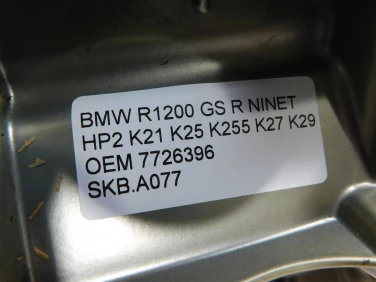 BMW R1200 GS R NINET
HP2 K21 K25 K255 K27 K29
OEM 7726396
SKB.A077